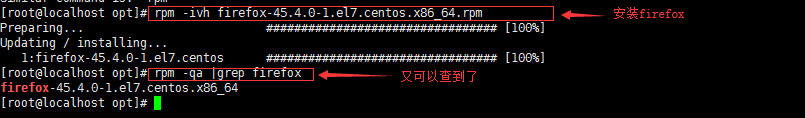 [root@localhost opt]# rpm -ivh firefox-45.4.0-1.el7.centos.x86_64.rpm 安装firefox
Preparing... ################################# [100%]
Updating / installing...
1:firefox-45.4.0-1.el7.centos ################################# [100%]
[root@localhost opt]# rpm -qa |grep firefox 又可以查到了
firefox-45.4.0-1.el7.centos.x86_64
[root@localhost opt]#